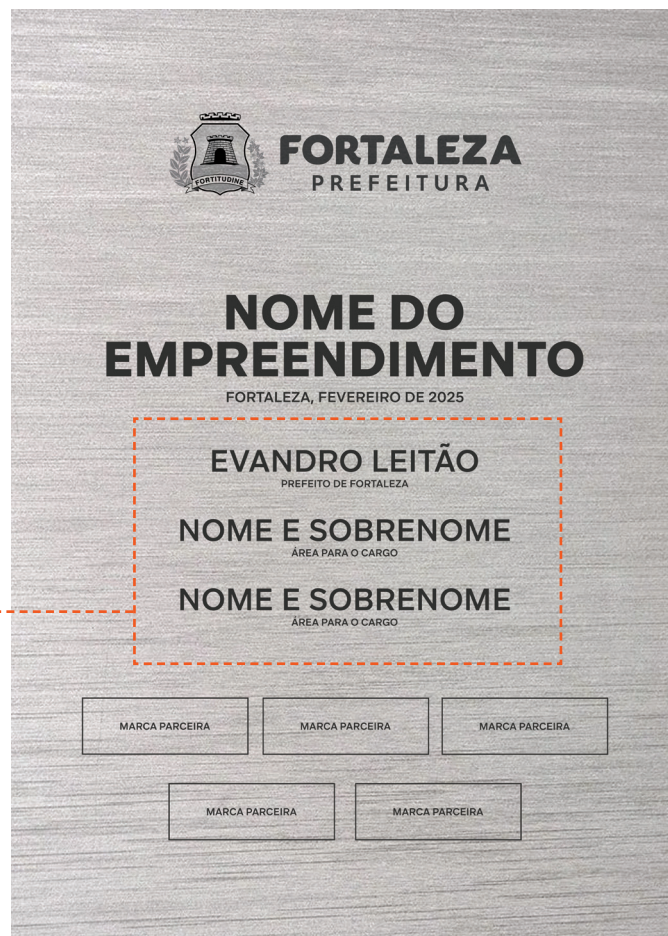 FORTITUDINE
FORTALEZA
PREFEITURA
NOME DO
EMPREENDIMENTO
FORTALEZA, FEVEREIRO DE 2025
EVANDRO LEITÃO
PREFEITO DE FORTALEZA
NOME E SOBRENOME
ÁREA PARA O CARGO
NOME E SOBRENOME
ÁREA PARA O CARGO
MARCA PARCEIRA
MARCA PARCEIRA
MARCA PARCEIRA
MARCA PARCEIRA
MARCA PARCEIRA